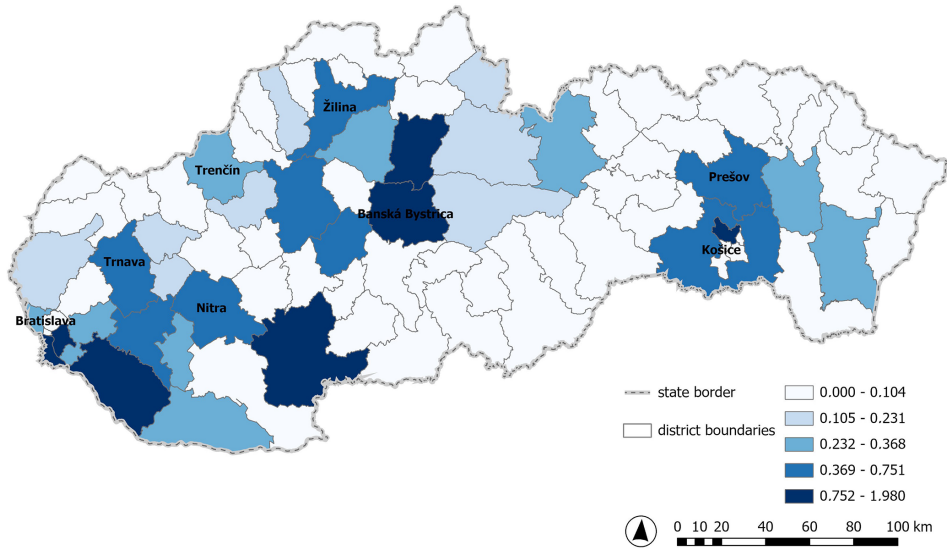 Žilina
Trenčín
Prešov
Banská Bystrica
Košice
Trnava
Nitra
Bratislava
state border
district boundaries
0.000 - 0.104
0.105 - 0.231
0.232 - 0.368
0.369 - 0.751
0.752 - 1.980
0 10 20 40 60 80 100 km